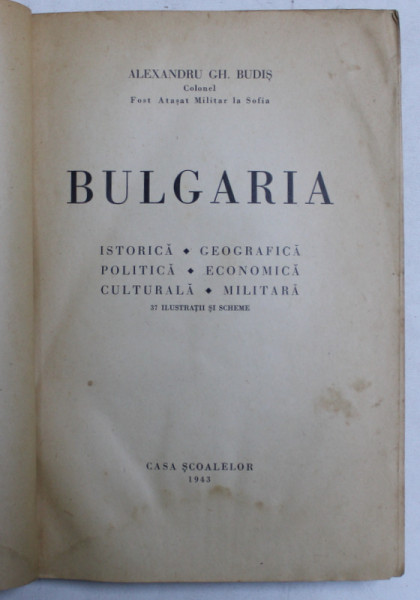 ALEXANDRU GH. BUDIȘ
Colonel
Fost Atașat Militar la Sofia
BULGARIA
ISTORICĂ ◆ GEOGRAFICĂ
POLITICĂ ◆ ECONOMICĂ
CULTURALĂ ◆ MILITARĂ
37 ILUSTRAȚII ȘI SCHEME
CASA ȘCOALELOR
1943